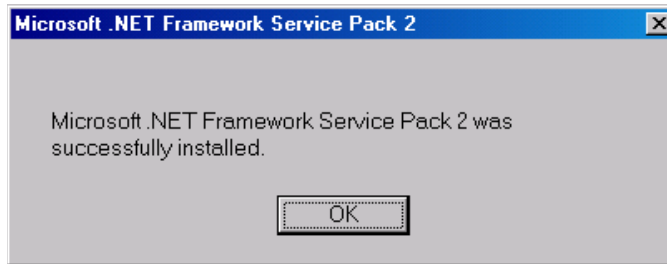 Microsoft .NET Framework Service Pack 2
Microsoft .NET Framework Service Pack 2 was
successfully installed.
OK